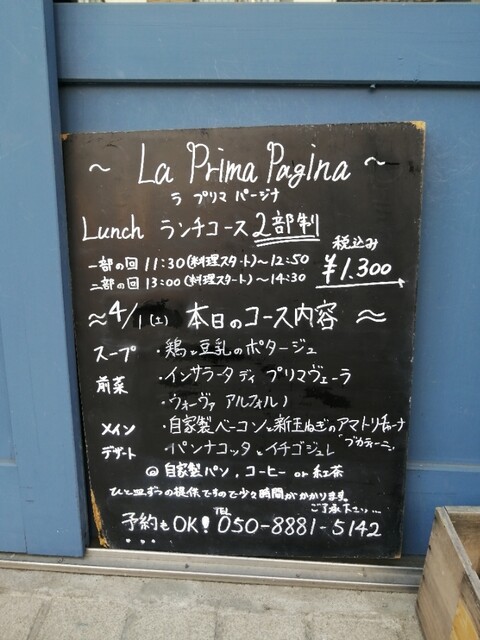 ~ La Prima Pagina ~
ラ プリマ パージナ
Lunch ランチコース 2部制
税込み
一部の回 11:30(料理スタート)~12:50
¥1.300
二部の回 13:00(料理スタート)~14:30
≈ 4/1(土) 本日のコース内容 ≈
スープ ・鶏と豆乳のポタージュ
前菜 ・インサラータ ディ プリマヴェーラ
・ウォーヴァ アルフォルノ
メイン ・自家製ベーコンと新玉ねぎのアマトリチャーナ
ブカティーニ
デザート ・パンナコッタとイチゴジュレ
◎ 自家製パン, コーヒー or 紅茶
ひと皿ずつの提供ですので少々時間がかかります
ご了承下さい...
予約もOK! TEL 050-8881-5142